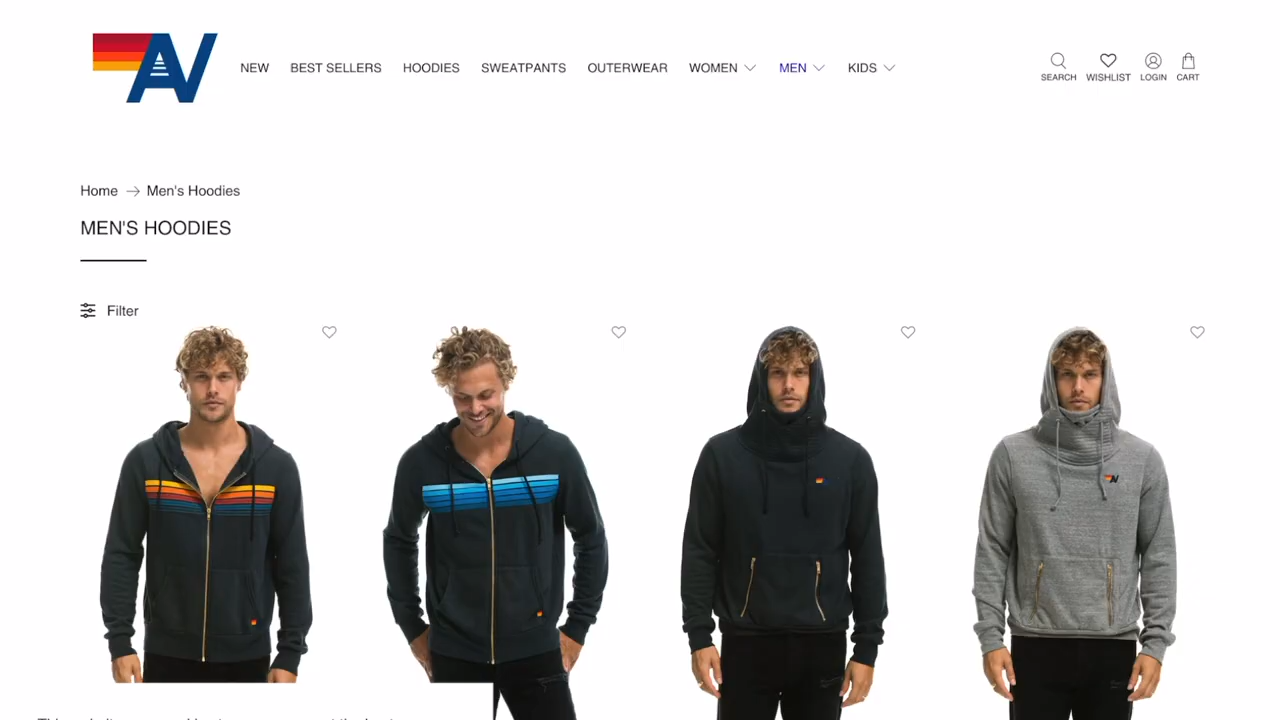 AV
NEW BEST SELLERS HOODIES SWEATPANTS OUTERWEAR WOMEN MEN KIDS
SEARCH WISHLIST LOGIN CART
Home → Men's Hoodies
MEN'S HOODIES
Filter